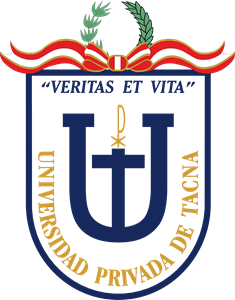 "VERITAS ET VITA"
U
UNIVERSIDAD PRIVADA DE TACNA